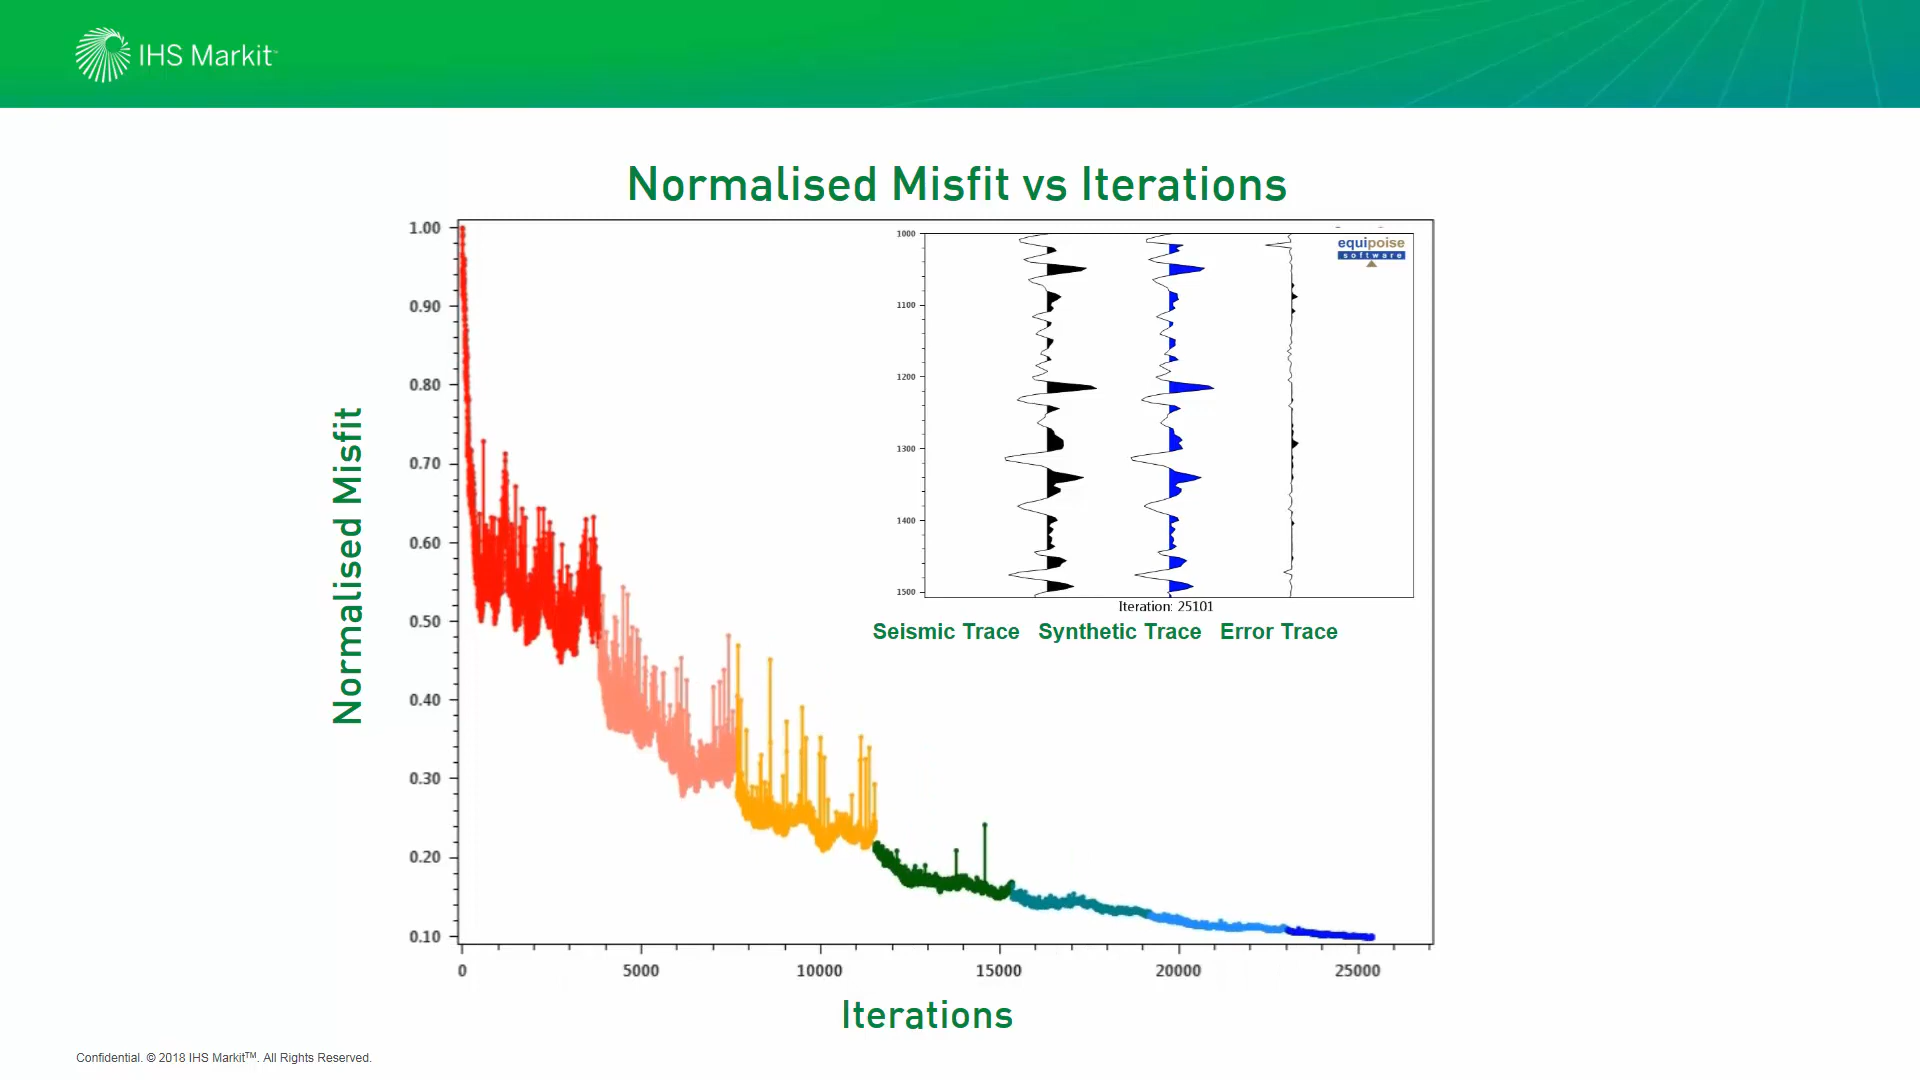 IHS Markit™
Normalised Misfit vs Iterations
Normalised Misfit
1.00
0.90
0.80
0.70
0.60
0.50
0.40
0.30
0.20
0.10
0
5000
10000
15000
20000
25000
Iterations
1000
1100
1200
1300
1400
1500
equipoise
software
Iteration: 25101
Seismic Trace Synthetic Trace Error Trace
Confidential. © 2018 IHS Markit™. All Rights Reserved.